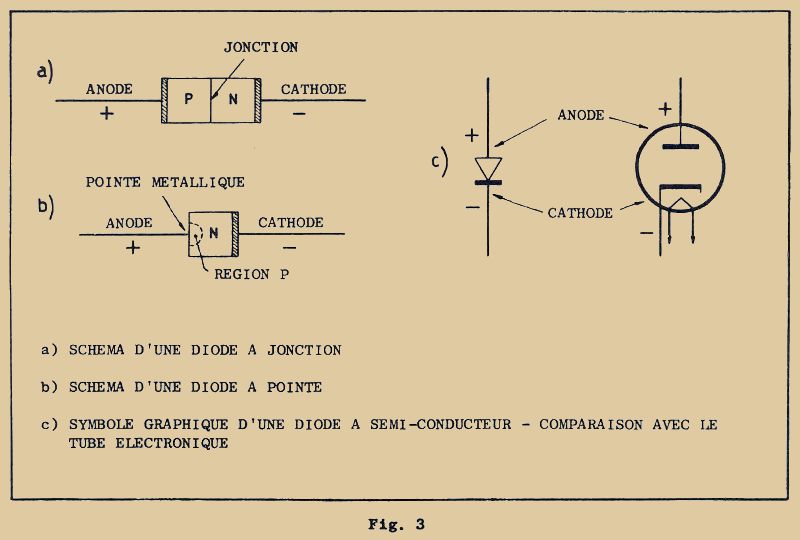 JONCTION
a)
ANODE
P
N
CATHODE
+
−
POINTE METALLIQUE
b)
ANODE
N
CATHODE
+
−
REGION P
c)
+
ANODE
+
−
CATHODE
−
a) SCHEMA D'UNE DIODE A JONCTION
b) SCHEMA D'UNE DIODE A POINTE
c) SYMBOLE GRAPHIQUE D'UNE DIODE A SEMI-CONDUCTEUR - COMPARAISON AVEC LE
TUBE ELECTRONIQUE
Fig. 3